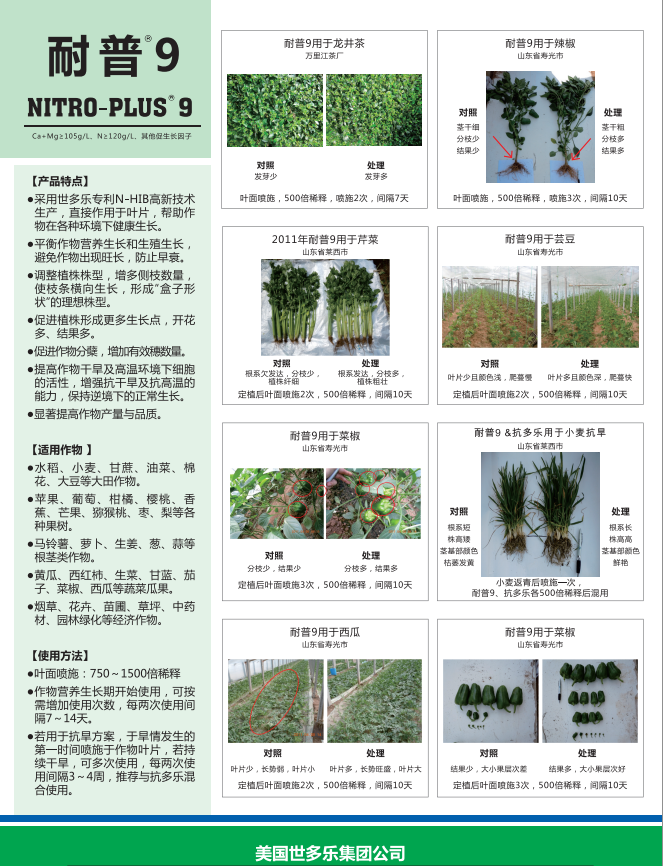 耐普®9
NITRO-PLUS®9
Ca+Mg≥105g/L、N≥120g/L、其他促生长因子
【产品特点】
●采用世多乐专利N-HIB高新技术
生产，直接作用于叶片，帮助作
物在各种环境下健康生长。
●平衡作物营养生长和生殖生长，
避免作物出现旺长，防止早衰。
●调整植株株型，增多侧枝数量，
使枝条横向生长，形成“盒子形
状”的理想株型。
●促进植株形成更多生长点，开花
多、结果多。
●促进作物分蘖，增加有效穗数量。
●提高作物干旱及高温环境下细胞
的活性，增强抗干旱及抗高温的
能力，保持逆境下的正常生长。
●显著提高作物产量与品质。
【适用作物 】
●水稻、小麦、甘蔗、油菜、棉
花、大豆等大田作物。
●苹果、葡萄、柑橘、樱桃、香
蕉、芒果、猕猴桃、枣、梨等各
种果树。
●马铃薯、萝卜、生姜、葱、蒜等
根茎类作物。
●黄瓜、西红柿、生菜、甘蓝、茄
子、菜椒、西瓜等蔬菜瓜果。
●烟草、花卉、苗圃、草坪、中药
材、园林绿化等经济作物。
【使用方法】
●叶面喷施：750～1500倍稀释
●作物营养生长期开始使用，可按
需增加使用次数，每两次使用间
隔7～14天。
●若用于抗旱方案，于旱情发生的
第一时间喷施于作物叶片，若持
续干旱，可多次使用，每两次使
用间隔3～4周，推荐与抗多乐混
合使用。
耐普9用于龙井茶
万里江茶厂
对照 处理
发芽少 发芽多
叶面喷施，500倍稀释，喷施2次，间隔7天
耐普9用于辣椒
山东省寿光市
对照 处理
茎干细 茎干粗
分枝少 分枝多
结果少 结果多
叶面喷施，500倍稀释，喷施3次，间隔10天
2011年耐普9用于芹菜
山东省莱西市
对照 处理
根系欠发达，分枝少， 根系发达，分枝多，
植株纤细 植株粗壮
定植后叶面喷施2次，500倍稀释，间隔10天
耐普9用于芸豆
山东省寿光市
对照 处理
叶片少且颜色浅，爬蔓慢 叶片多且颜色深，爬蔓快
定植后叶面喷施2次，500倍稀释，间隔10天
耐普9用于菜椒
山东省寿光市
对照 处理
分枝少，结果少 分枝多，结果多
定植后叶面喷施3次，500倍稀释，间隔10天
耐普9 &抗多乐用于小麦抗旱
山东省莱西市
对照 处理
根系短 根系长
株高矮 株高高
茎基部颜色 茎基部颜色
枯萎发黄 鲜艳
小麦返青后喷施一次，
耐普9、抗多乐各500倍稀释后混用
耐普9用于西瓜
山东省寿光市
对照 处理
叶片少，长势弱，叶片小 叶片多，长势旺盛，叶片大
定植后叶面喷施2次，500倍稀释，间隔10天
耐普9用于菜椒
山东省寿光市
对照 处理
结果少，大小果层次差 结果多，大小果层次好
定植后叶面喷施3次，500倍稀释，间隔10天
美国世多乐集团公司